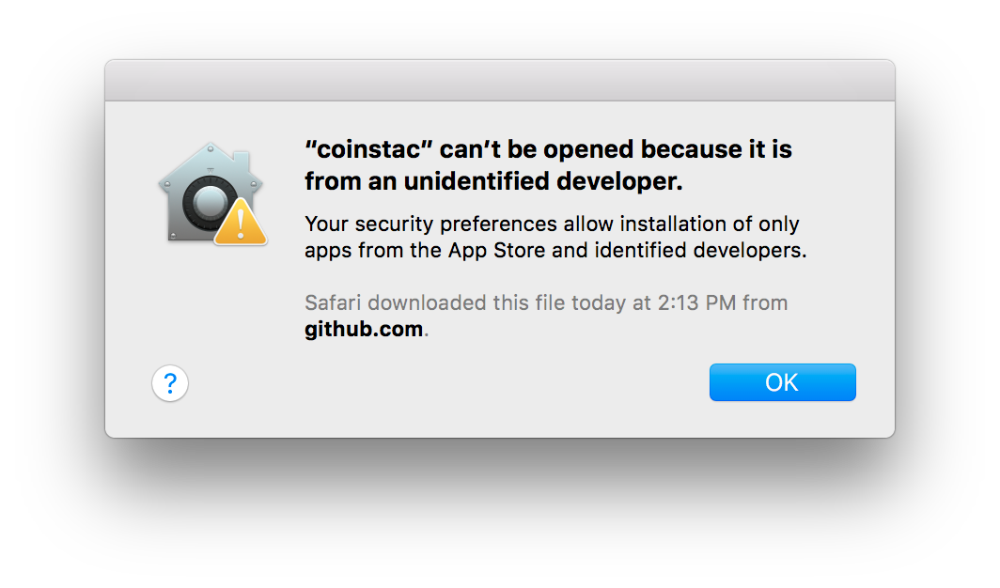 “coinstac” can’t be opened because it is
from an unidentified developer.
Your security preferences allow installation of only
apps from the App Store and identified developers.
Safari downloaded this file today at 2:13 PM from
github.com.
?
OK